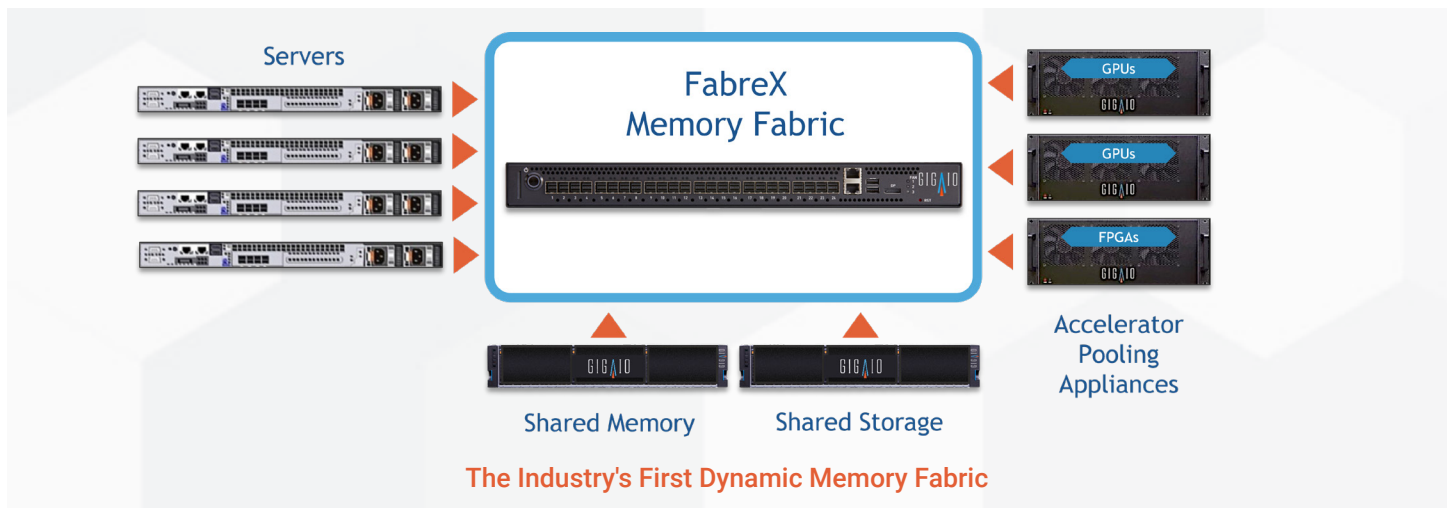 Servers
FabreX
Memory Fabric
GIGAIO
GPUs
GIGAIO
GPUs
GIGAIO
FPGAs
GIGAIO
Accelerator
Pooling
Appliances
GIGAIO
GIGAIO
Shared Memory
Shared Storage
The Industry's First Dynamic Memory Fabric